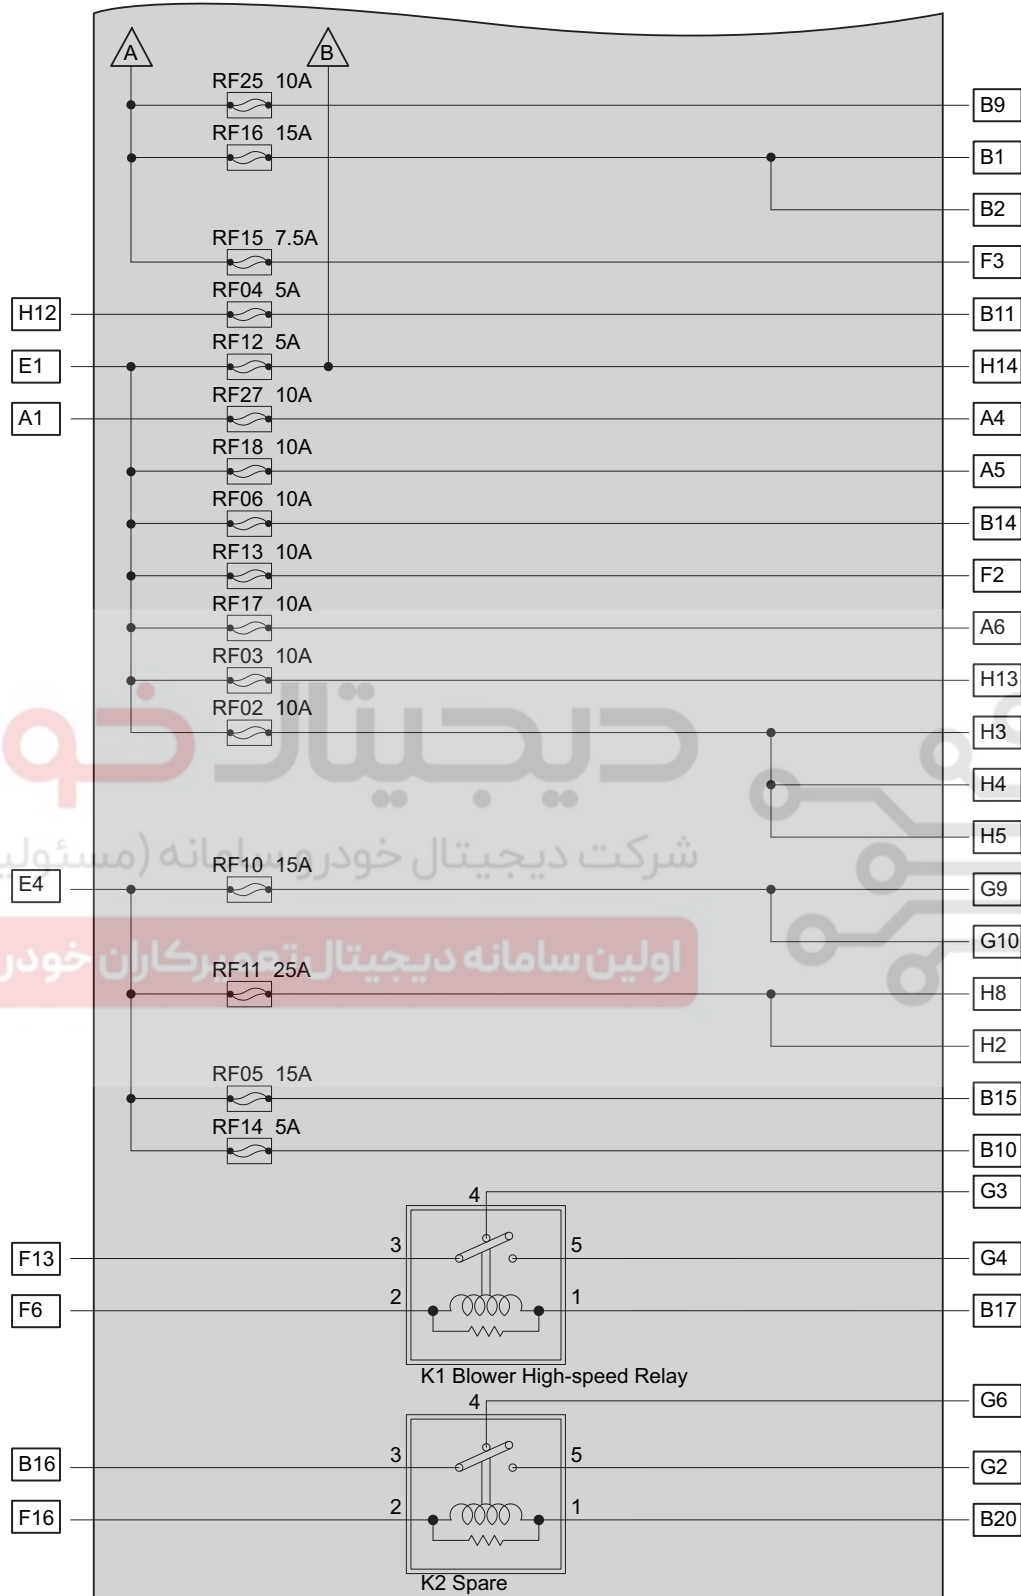 A B
RF25 10A
B9
RF16 15A
B1
B2
RF15 7.5A
F3
RF04 5A
H12 B11
RF12 5A
E1 H14
RF27 10A
A1 A4
RF18 10A
A5
RF06 10A
B14
RF13 10A
F2
RF17 10A
A6
RF03 10A
H13
RF02 10A
H3
دیجیتال خو
H4
H5
شرکت دیجیتال خودرو سامانه (مسئولی
RF10 15A
E4 G9
G10
اولین سامانه دیجیتال تعمیرکاران خودر
RF11 25A
H8
H2
RF05 15A
B15
RF14 5A
B10
4 G3
F13 3 5 G4
F6 2 1 B17
K1 Blower High-speed Relay
4 G6
B16 3 5 G2
F16 2 1 B20
K2 Spare